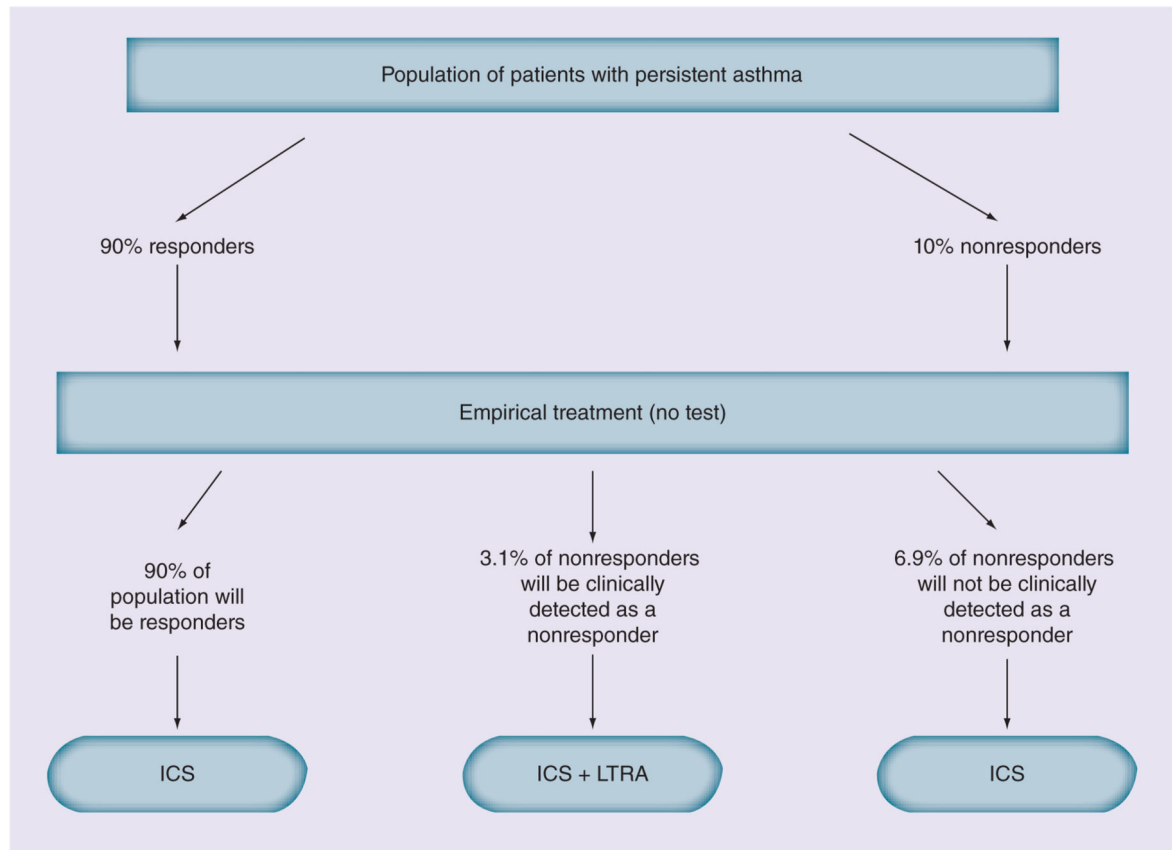 Population of patients with persistent asthma
90% responders
10% nonresponders
Empirical treatment (no test)
90% of
population will
be responders
3.1% of nonresponders
will be clinically
detected as a
nonresponder
6.9% of nonresponders
will not be clinically
detected as a
nonresponder
ICS
ICS + LTRA
ICS